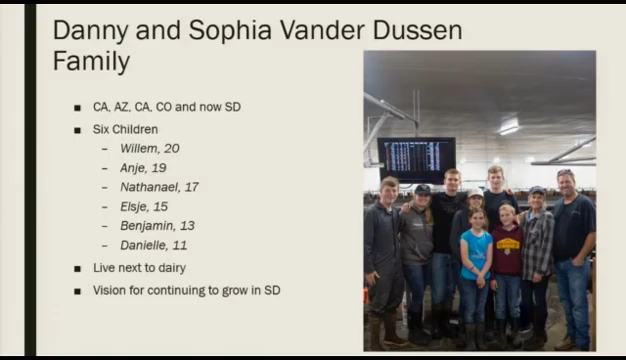 Danny and Sophia Vander Dussen
Family
■ CA, AZ, CA, CO and now SD
■ Six Children
– Willem, 20
– Anje, 19
– Nathanael, 17
– Elsje, 15
– Benjamin, 13
– Danielle, 11
■ Live next to dairy
■ Vision for continuing to grow in SD